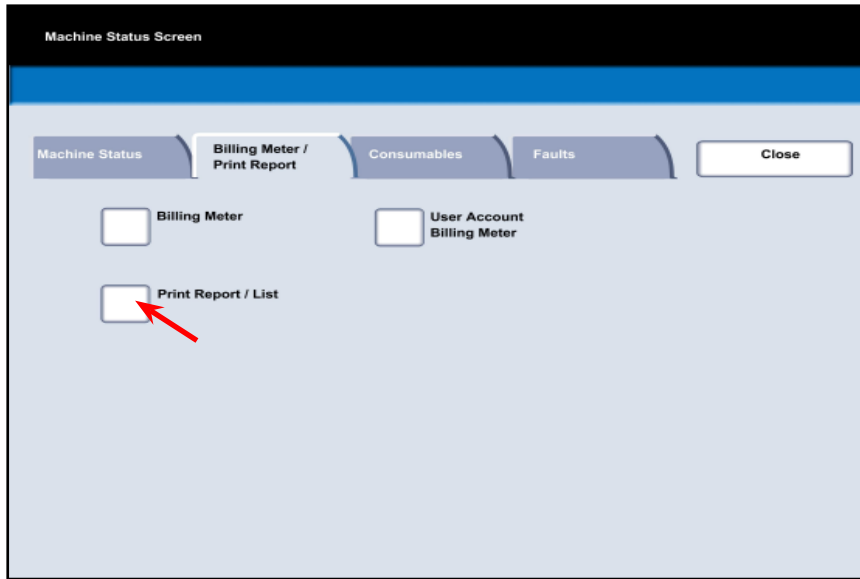 Machine Status Screen
Machine Status
Billing Meter /
Print Report
Consumables
Faults
Close
Billing Meter
User Account
Billing Meter
Print Report / List